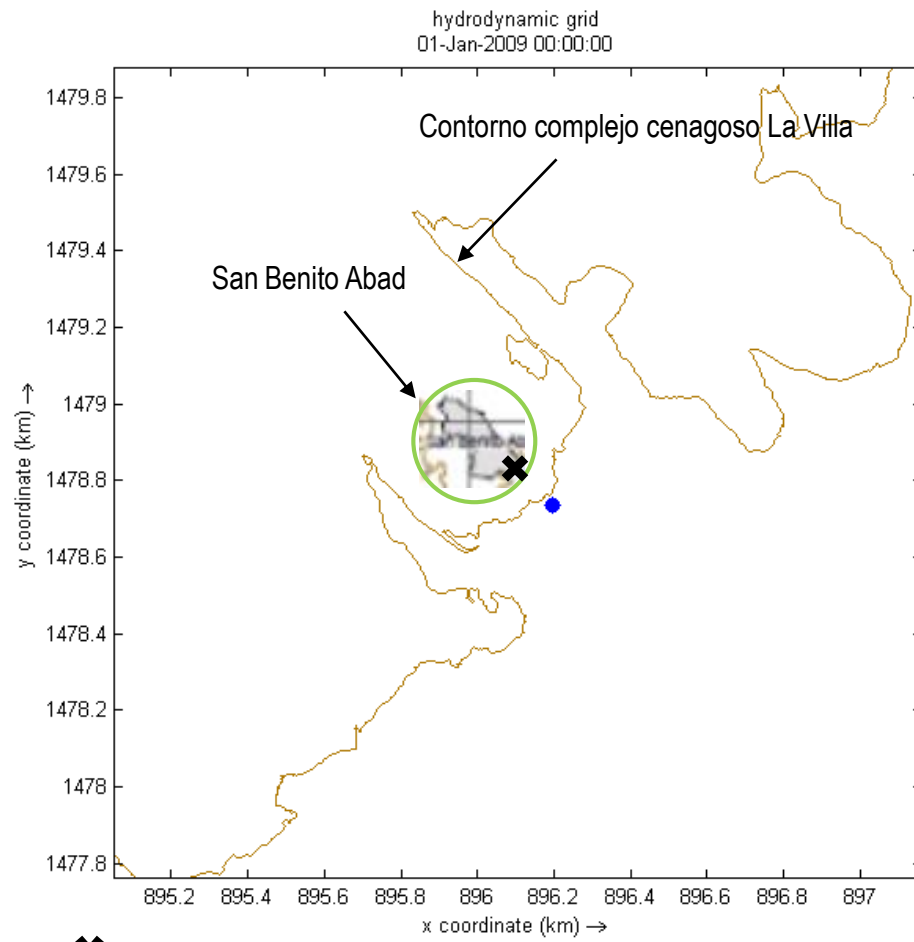 hydrodynamic grid
01-Jan-2009 00:00:00
1479.8
Contorno complejo cenagoso La Villa
1479.6
1479.4
San Benito Abad
1479.2
1479
San Benito Ab
1478.8
1478.6
1478.4
1478.2
1478
1477.8
y coordinate (km) →
895.2 895.4 895.6 895.8 896 896.2 896.4 896.6 896.8 897
x coordinate (km) →